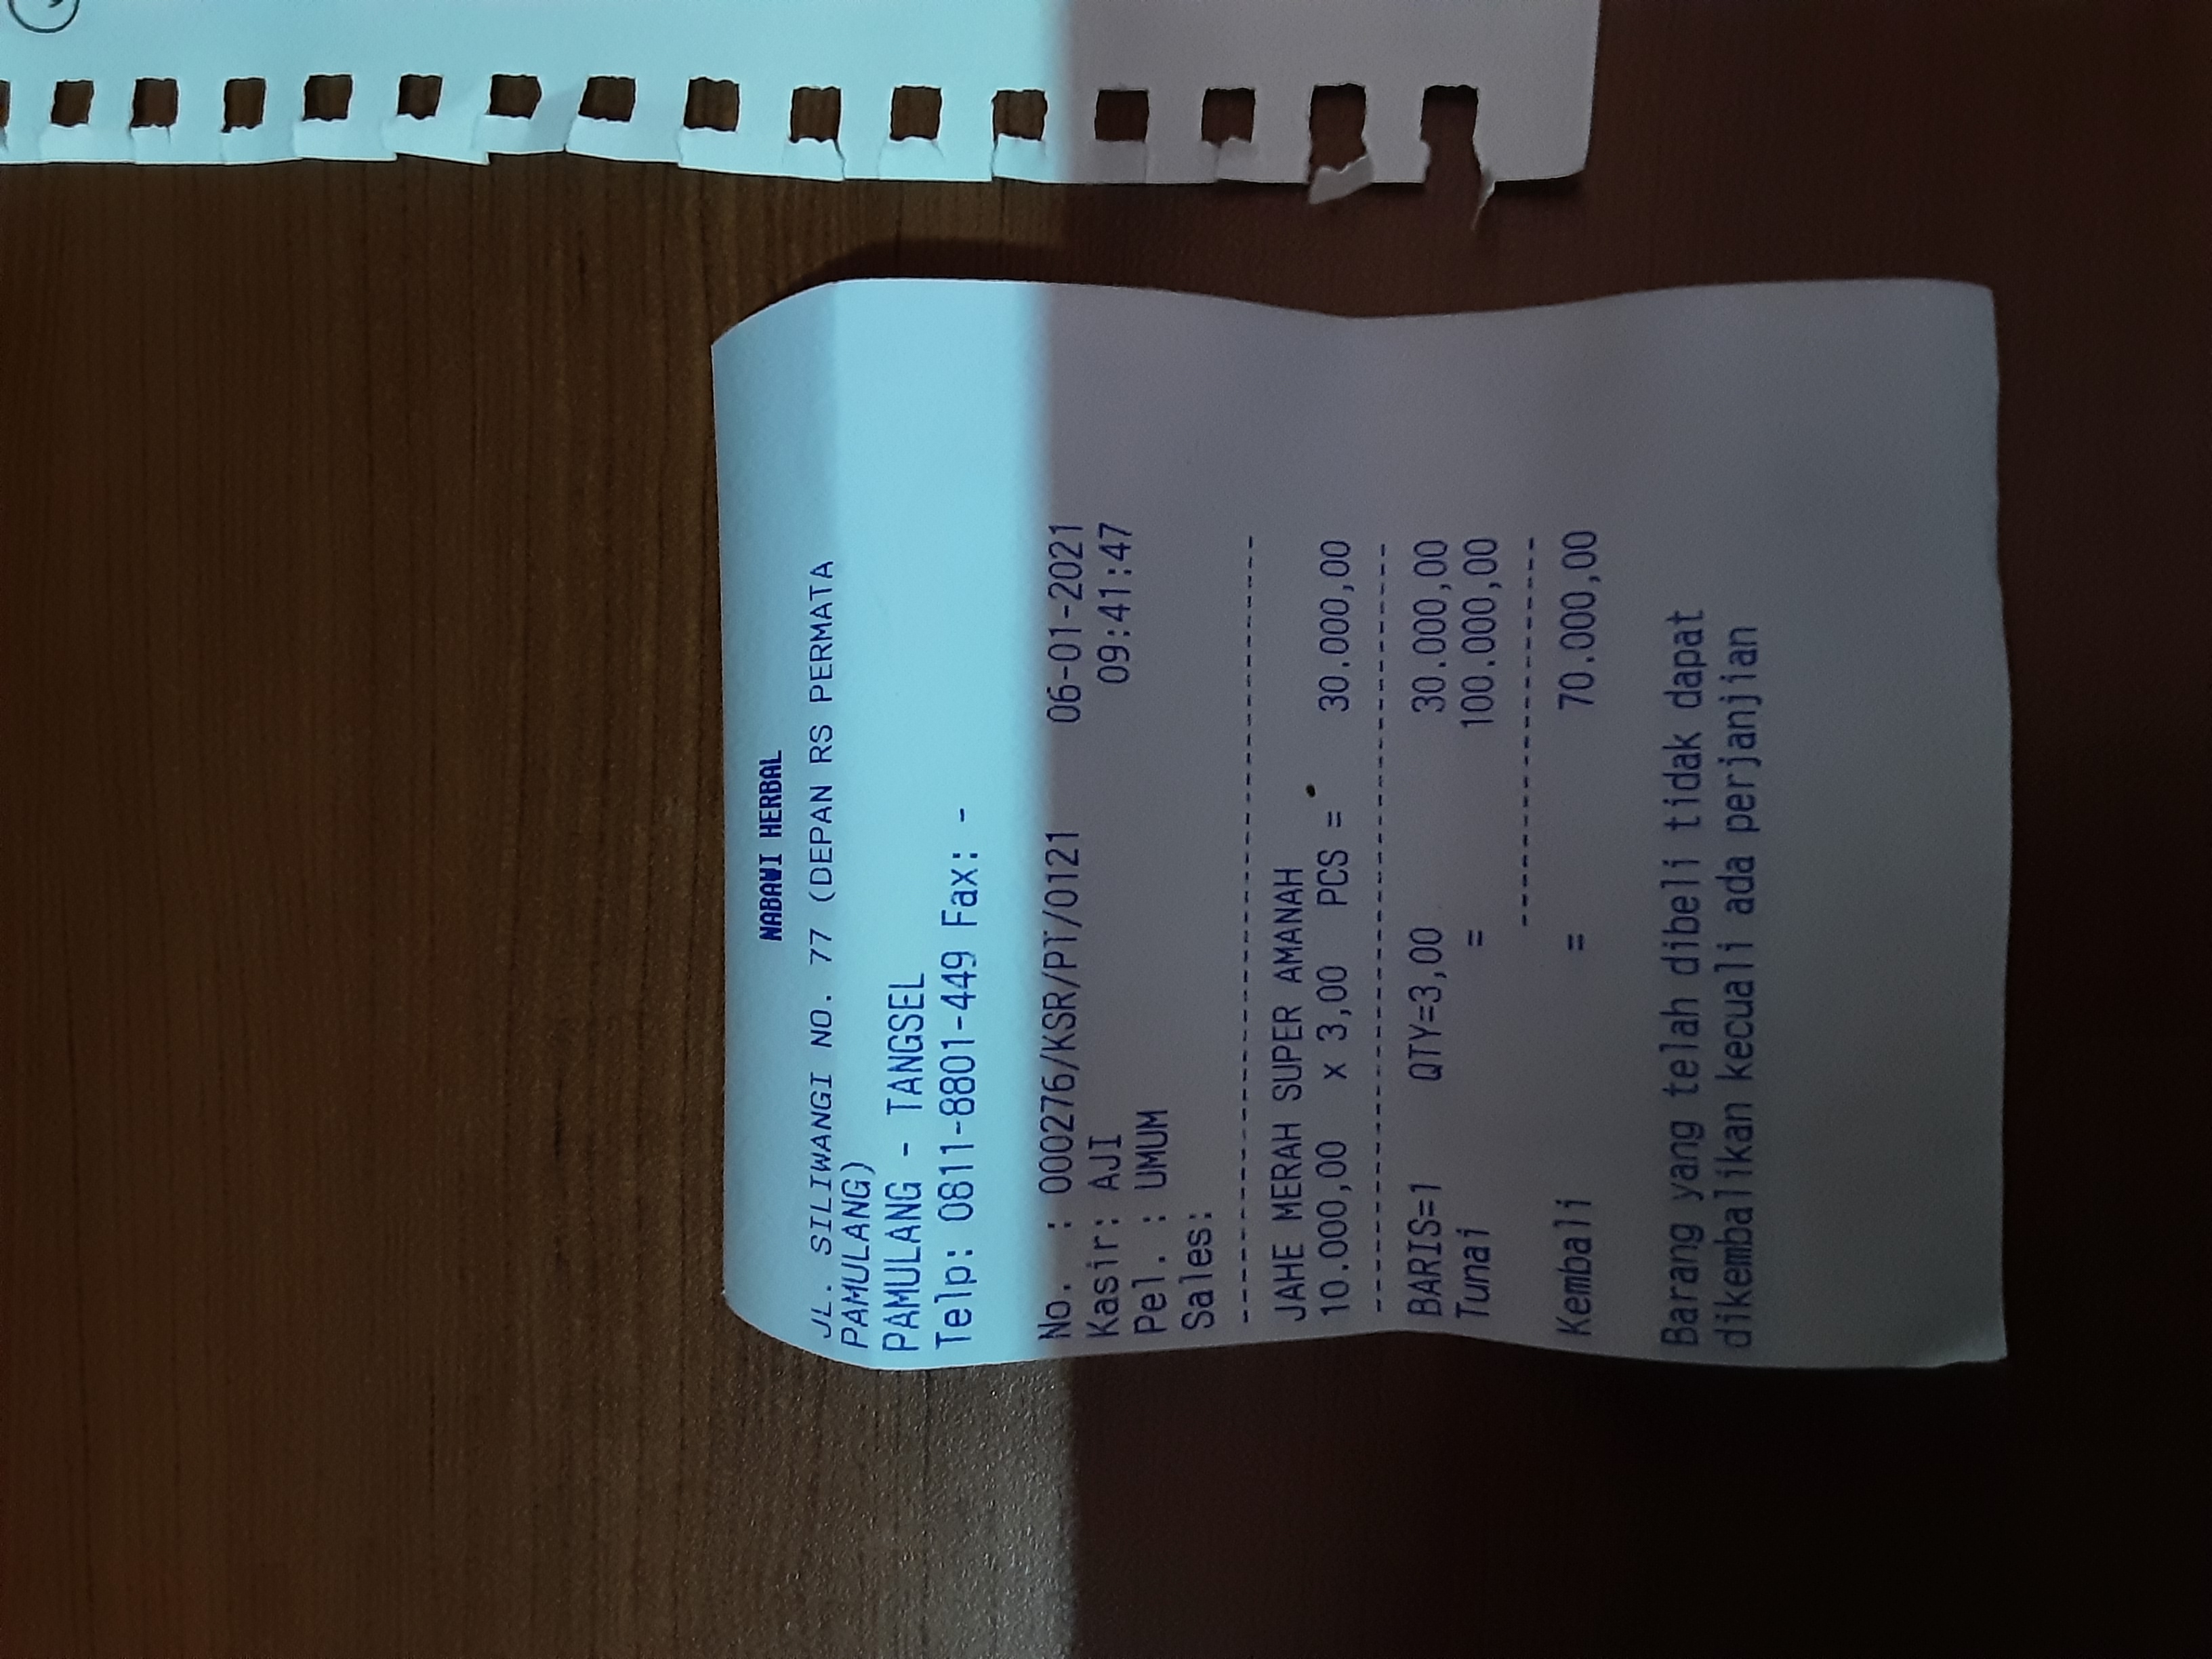 NABAWI HERBAL
JL. SILIWANGI NO. 77 (DEPAN RS PERMATA
PAMULANG)
PAMULANG - TANGSEL
Telp: 0811-8801-449 Fax: -
No.  : 000276/KSR/PT/0121 06-01-2021
Kasir: AJI 09:41:47
Pel. : UMUM
Sales:
----------------------------------------
JAHE MERAH SUPER AMANAH
10.000,00 x 3,00 PCS = 30.000,00
----------------------------------------
BARIS=1 QTY=3,00 30.000,00
Tunai = 100.000,00
--------------------
Kembali = 70.000,00
Barang yang telah dibeli tidak dapat
dikembalikan kecuali ada perjanjian